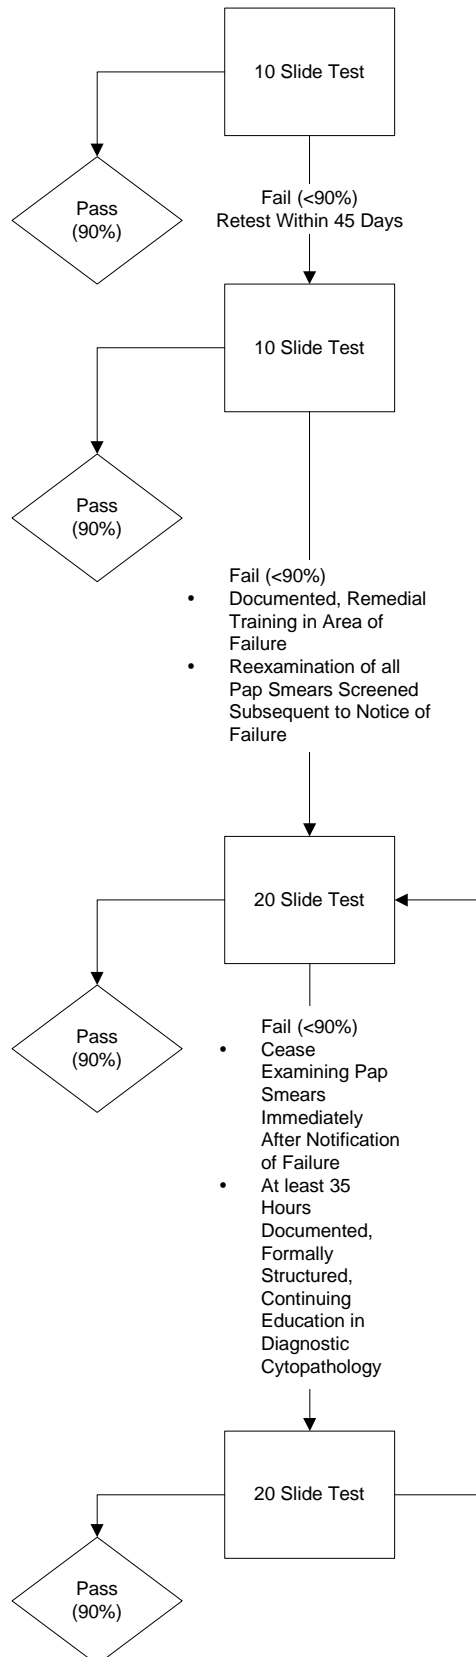 10 Slide Test
Pass
(90%)
Fail (<90%)
Retest Within 45 Days
10 Slide Test
Pass
(90%)
Fail (<90%)
• Documented, Remedial
Training in Area of
Failure
• Reexamination of all
Pap Smears Screened
Subsequent to Notice of
Failure
20 Slide Test
Pass
(90%)
Fail (<90%)
• Cease
Examining Pap
Smears
Immediately
After Notification
of Failure
• At least 35
Hours
Documented,
Formally
Structured,
Continuing
Education in
Diagnostic
Cytopathology
20 Slide Test
Pass
(90%)